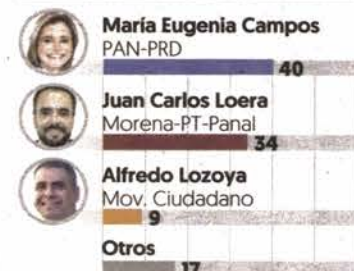 María Eugenia Campos
PAN-PRD
40
Juan Carlos Loera
Morena-PT-Panal
34
Alfredo Lozoya
Mov. Ciudadano
9
Otros
17